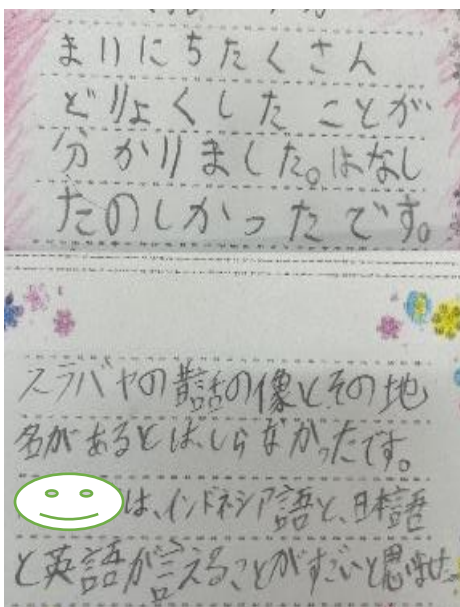 まいにちたくさん
どりょくした ことが
分かりました。はなし
たのしかったです。
スラバヤの昔話の像とその地
名があるとは、しらなかったです。
は、インドネシア語と、日本語
と英語が言えることがすごいと思いました。